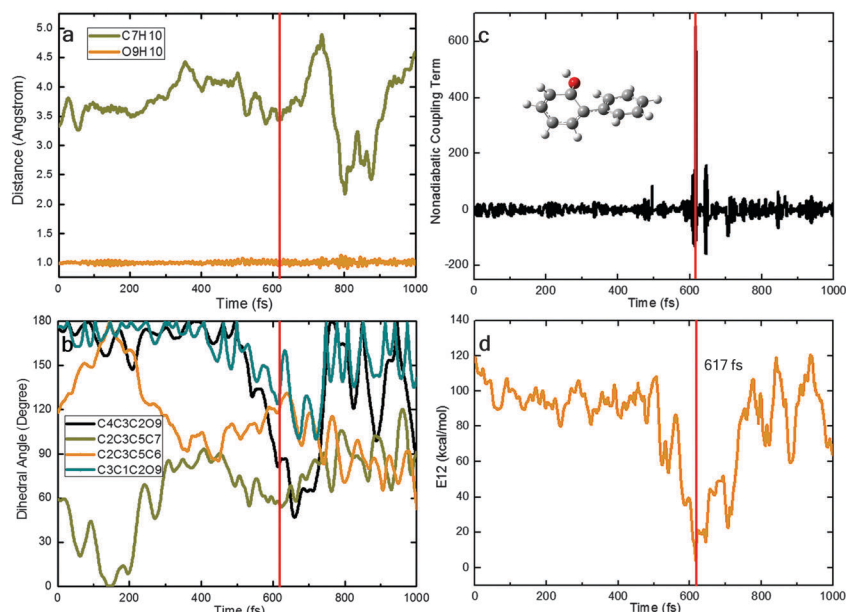 a
C7H10
O9H10
5.0
4.5
4.0
3.5
3.0
2.5
2.0
1.5
1.0
Distance (Angstrom)
0 200 400 600 800 1000
Time (fs)
c
600
400
200
0
-200
Nonadiabatic Coupling Term
0 200 400 600 800 1000
Time (fs)
b
180
150
120
90
60
30
0
Dihedral Angle (Degree)
C4C3C2O9
C2C3C5C7
C2C3C5C6
C3C1C2O9
0 200 400 600 800 1000
Time (fs)
d
617 fs
120
100
80
60
40
20
0
E12 (kcal/mol)
0 200 400 600 800 1000
Time (fs)